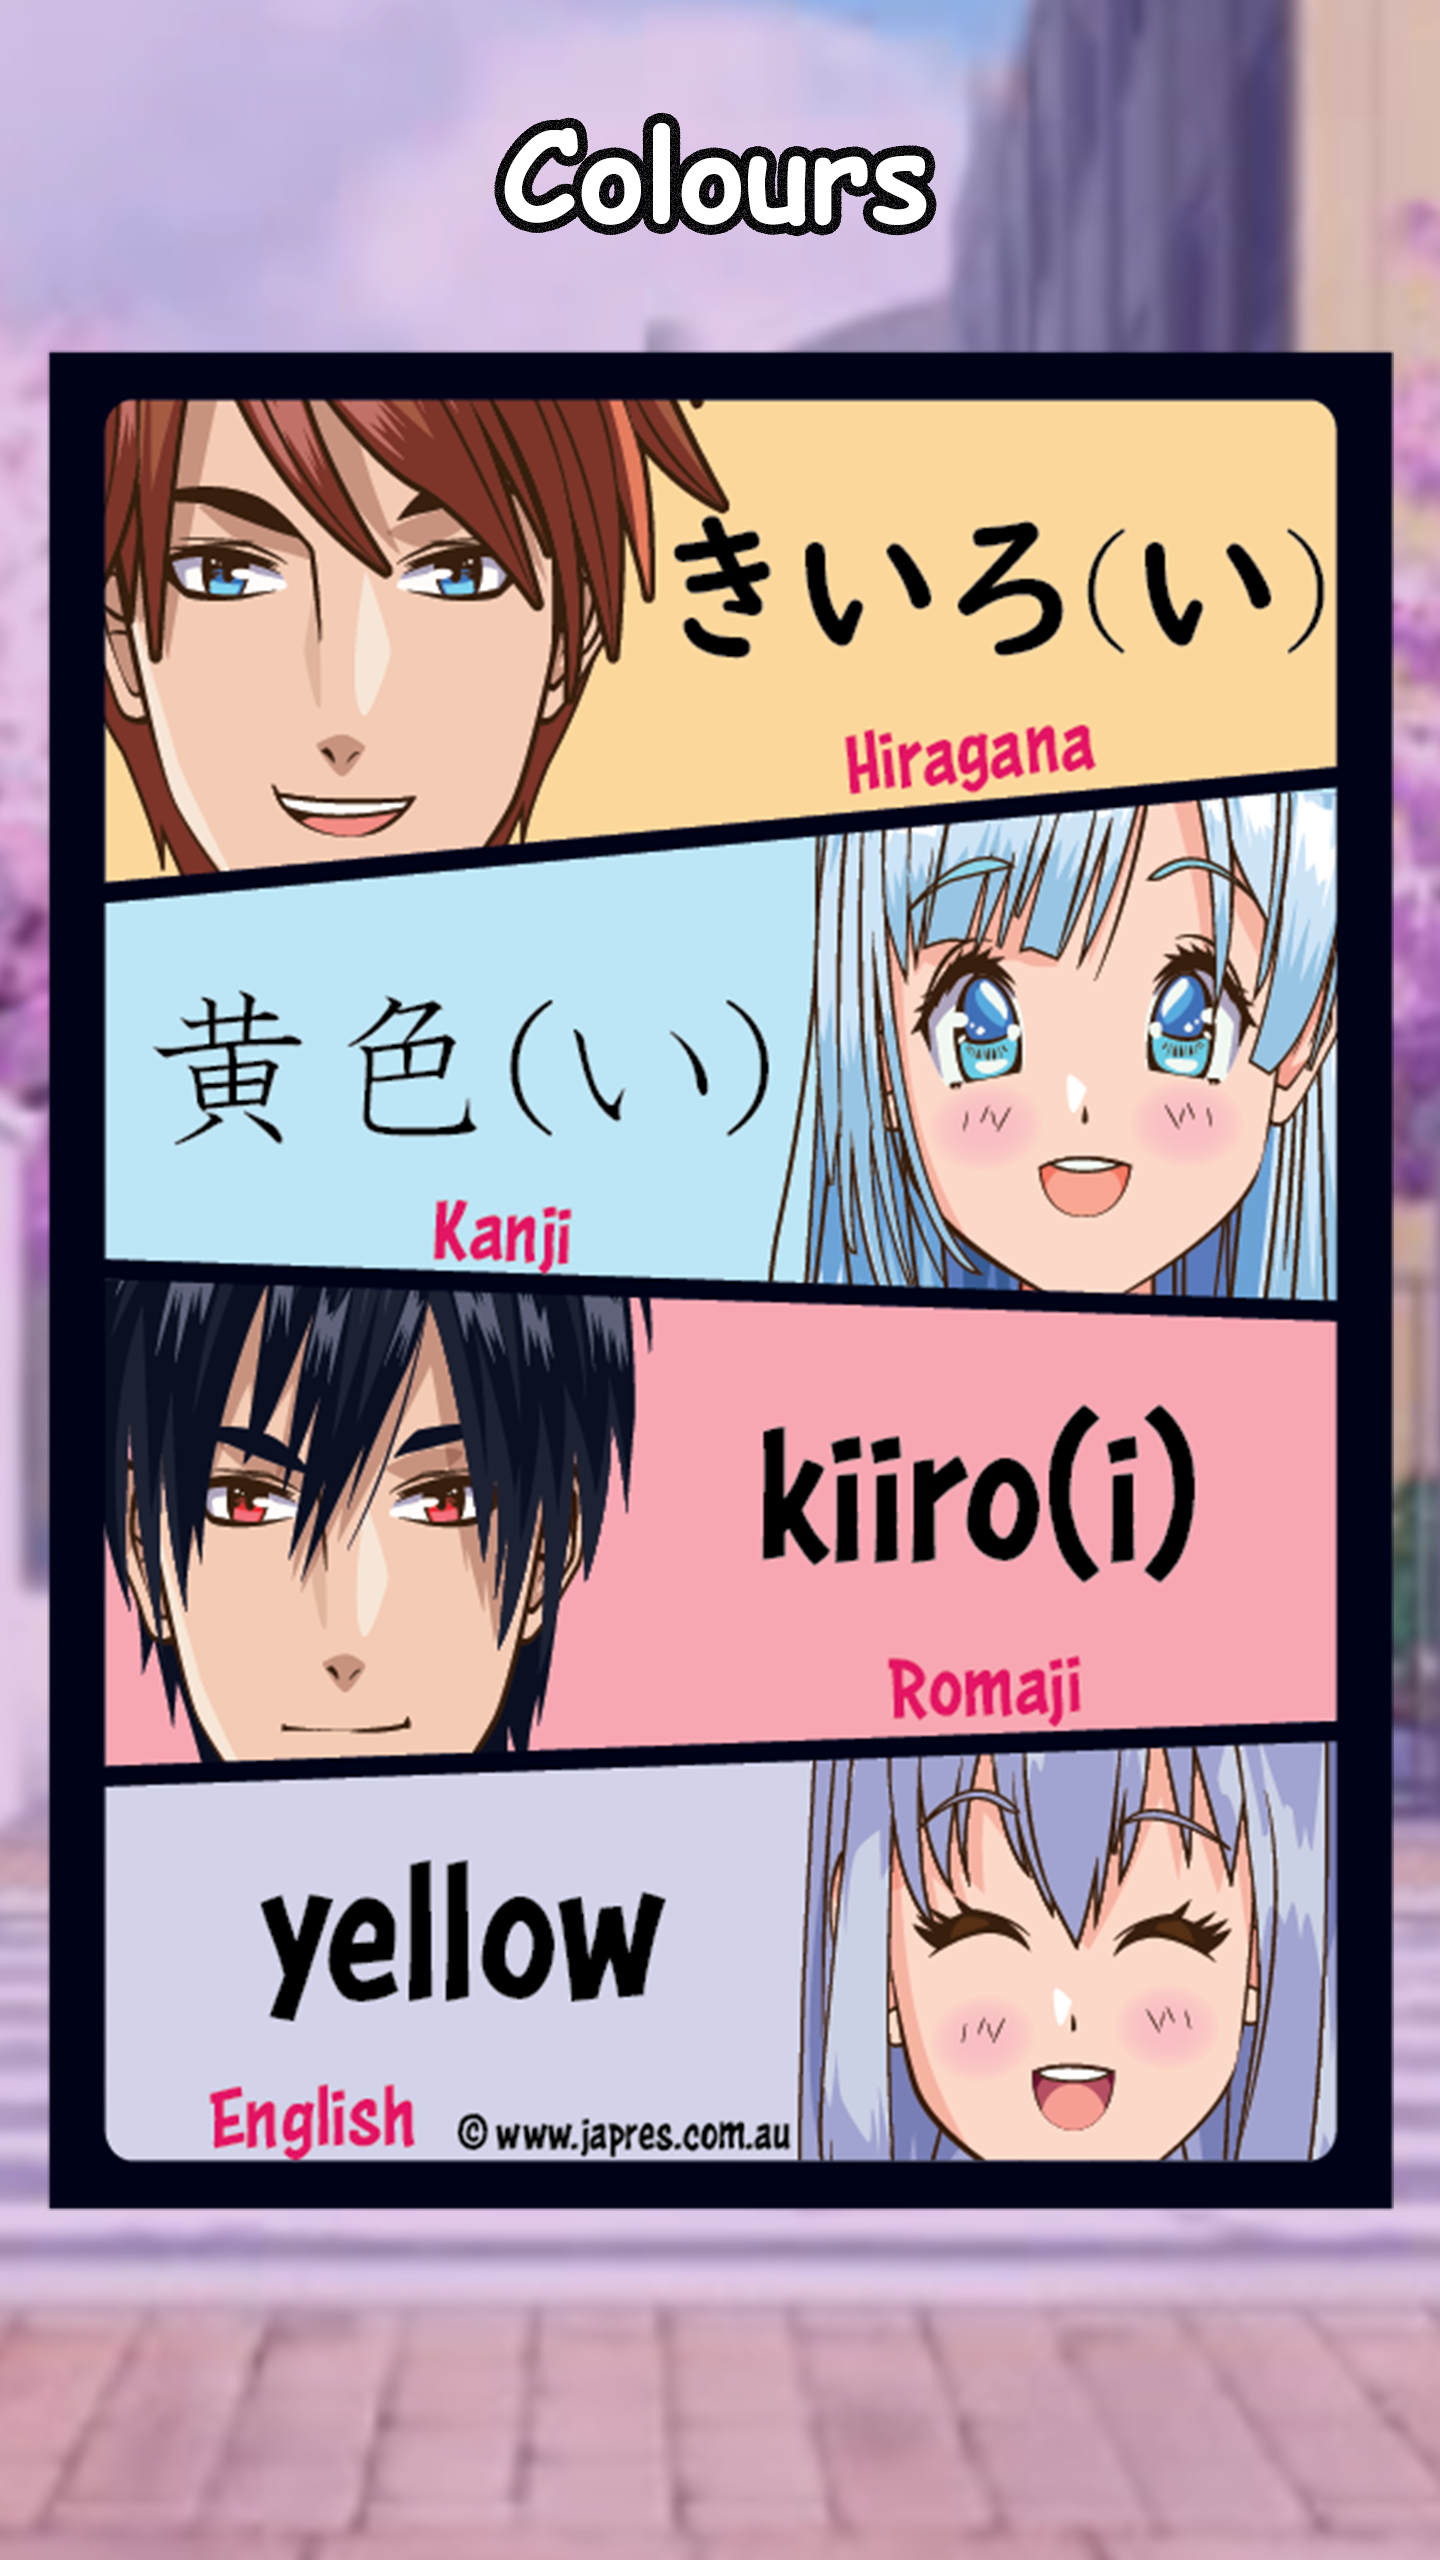 Colours
きいろ(い)
Hiragana
黄色(い)
Kanji
kiiro(i)
Romaji
yellow
English
© www.japres.com.au